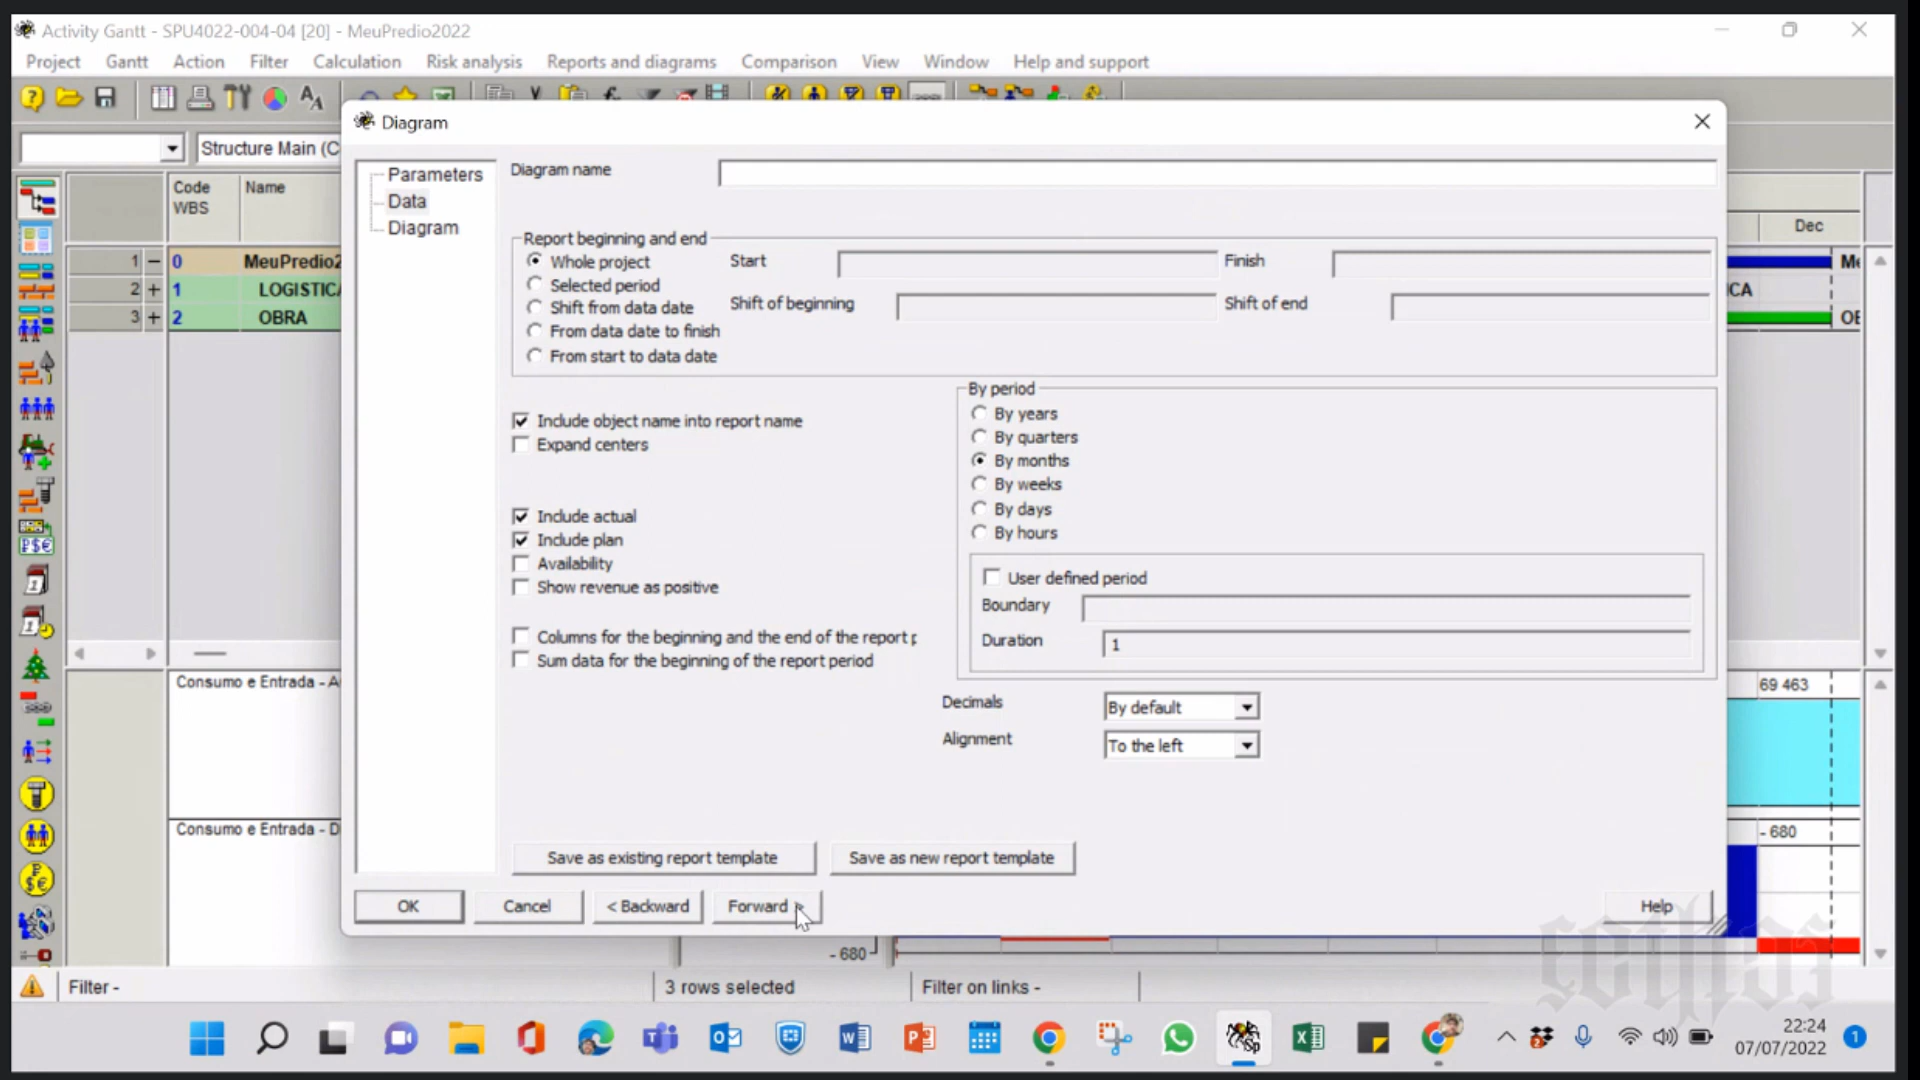 Activity Gantt - SPU4022-004-04 [20] - MeuPredio2022
Project Gantt Action Filter Calculation Risk analysis Reports and diagrams Comparison View Window Help and support
Structure Main (C
Diagram
Parameters
Data
Diagram
Diagram name
Report beginning and end
Whole project Start Finish
Selected period
Shift from data date Shift of beginning Shift of end
From data date to finish
From start to data date
Include object name into report name
Expand centers
Include actual
Include plan
Availability
Show revenue as positive
Columns for the beginning and the end of the report p
Sum data for the beginning of the report period
By period
By years
By quarters
By months
By weeks
By days
By hours
User defined period
Boundary
Duration 1
Decimals By default
Alignment To the left
Save as existing report template Save as new report template
OK Cancel < Backward Forward > Help
Code WBS Name
Dec
1 − 0 MeuPredio2
2 + 1 LOGISTICA
ICA
3 + 2 OBRA
Consumo e Entrada - A
69 463
Consumo e Entrada - D
- 680
- 680
Filter - 3 rows selected Filter on links -
22:24
07/07/2022
1